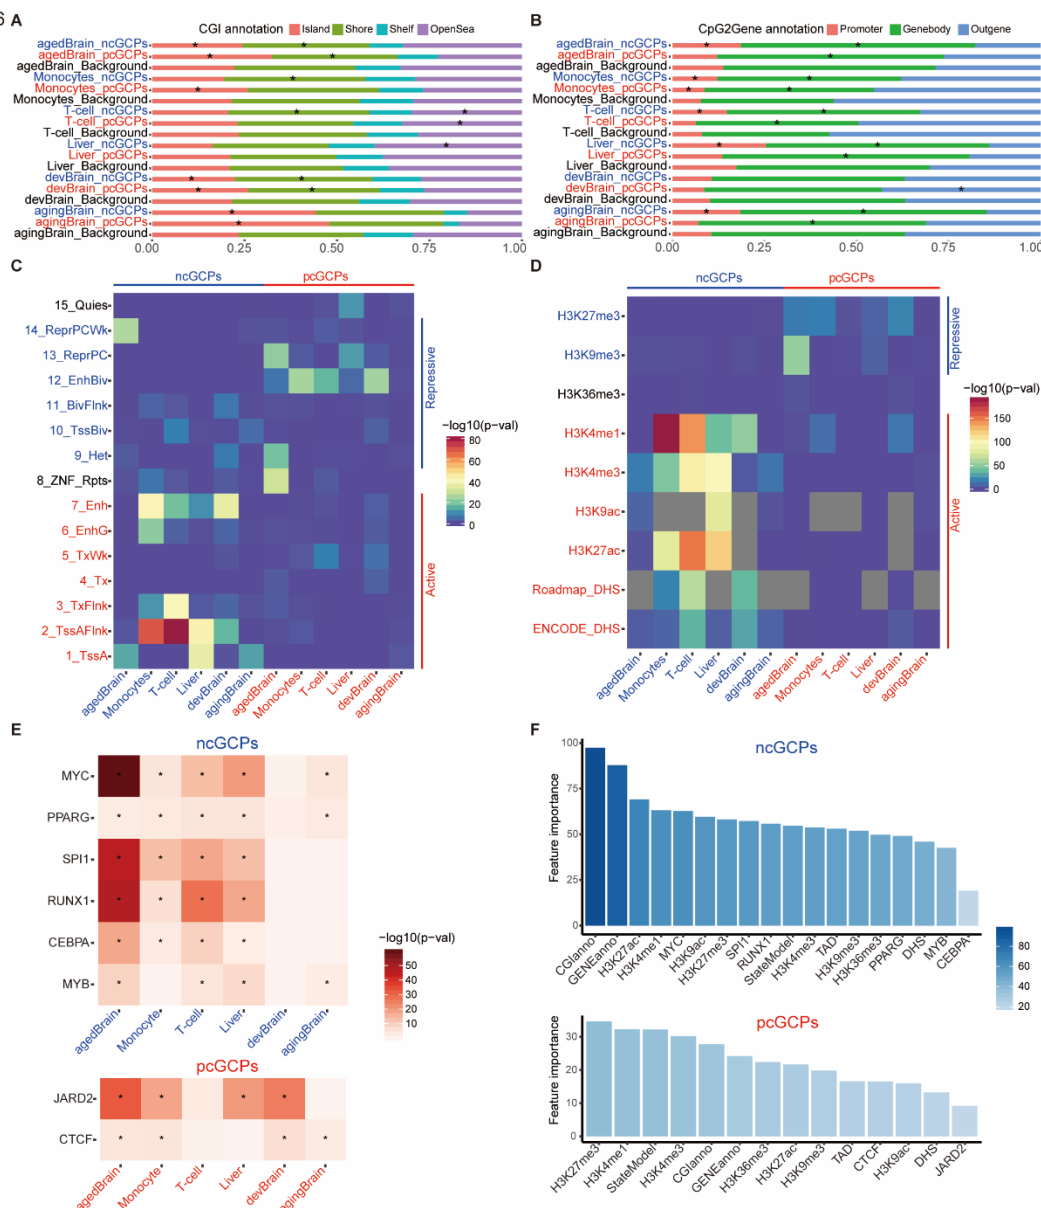 6
A
CGI annotation Island Shore Shelf OpenSea
agedBrain_ncGCPs
agedBrain_pcGCPs
agedBrain_Background
Monocytes_ncGCPs
Monocytes_pcGCPs
Monocytes_Background
T-cell_ncGCPs
T-cell_pcGCPs
T-cell_Background
Liver_ncGCPs
Liver_pcGCPs
Liver_Background
devBrain_ncGCPs
devBrain_pcGCPs
devBrain_Background
agingBrain_ncGCPs
agingBrain_pcGCPs
agingBrain_Background
0.00 0.25 0.50 0.75 1.00
B
CpG2Gene annotation Promoter Genebody Outgene
agedBrain_ncGCPs
agedBrain_pcGCPs
agedBrain_Background
Monocytes_ncGCPs
Monocytes_pcGCPs
Monocytes_Background
T-cell_ncGCPs
T-cell_pcGCPs
T-cell_Background
Liver_ncGCPs
Liver_pcGCPs
Liver_Background
devBrain_ncGCPs
devBrain_pcGCPs
devBrain_Background
agingBrain_ncGCPs
agingBrain_pcGCPs
agingBrain_Background
0.00 0.25 0.50 0.75 1.00
C
ncGCPs pcGCPs
15_Quies
14_ReprPCWk
13_ReprPC
12_EnhBiv
11_BivFlnk
10_TssBiv
9_Het
8_ZNF_Rpts
7_Enh
6_EnhG
5_TxWk
4_Tx
3_TxFlnk
2_TssAFlnk
1_TssA
Repressive
Active
−log10(p-val)
80
60
40
20
0
agedBrain Monocytes T-cell Liver devBrain agingBrain agedBrain Monocytes T-cell Liver devBrain agingBrain
D
ncGCPs pcGCPs
H3K27me3
H3K9me3
H3K36me3
H3K4me1
H3K4me3
H3K9ac
H3K27ac
Roadmap_DHS
ENCODE_DHS
Repressive
Active
−log10(p-val)
150
100
50
0
agedBrain Monocytes T-cell Liver devBrain agingBrain agedBrain Monocytes T-cell Liver devBrain agingBrain
E
ncGCPs
MYC
PPARG
SPI1
RUNX1
CEBPA
MYB
agedBrain Monocyte T-cell Liver devBrain agingBrain
−log10(p-val)
50
40
30
20
10
pcGCPs
JARD2
CTCF
agedBrain Monocyte T-cell Liver devBrain agingBrain
F
ncGCPs
Feature importance
100
75
50
25
0
CGIanno GENEanno H3K27ac H3K4me1 MYC H3K9ac H3K27me3 SPI1 RUNX1 StateModel H3K4me3 TAD H3K9me3 H3K36me3 PPARG DHS MYB CEBPA
80
60
40
20
pcGCPs
Feature importance
30
20
10
0
H3K27me3 H3K4me1 StateModel H3K4me3 CGIanno GENEanno H3K36me3 H3K27ac H3K9me3 TAD CTCF H3K9ac DHS JARD2